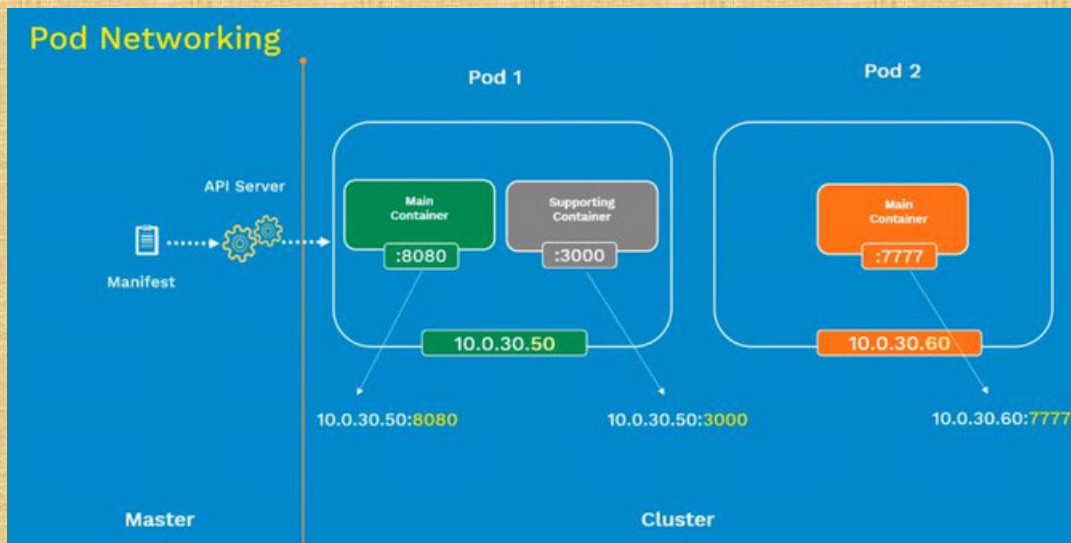 Pod Networking
Pod 1
Pod 2
API Server
Manifest
Main
Container
:8080
Supporting
Container
:3000
Main
Container
:7777
10.0.30.50
10.0.30.60
10.0.30.50:8080
10.0.30.50:3000
10.0.30.60:7777
Master
Cluster